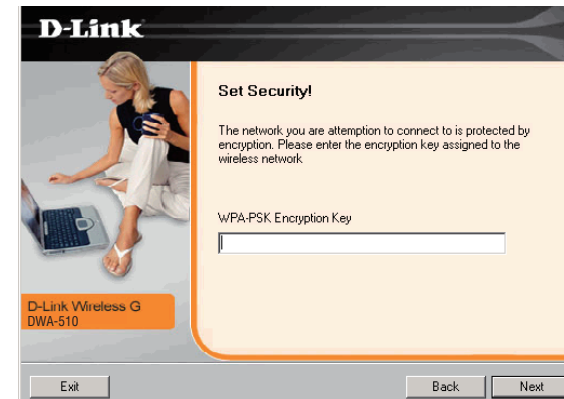 D-Link
Set Security!
The network you are attemption to connect to is protected by
encryption. Please enter the encryption key assigned to the
wireless network
WPA-PSK Encryption Key
D-Link Wireless G
DWA-510
Exit
Back
Next